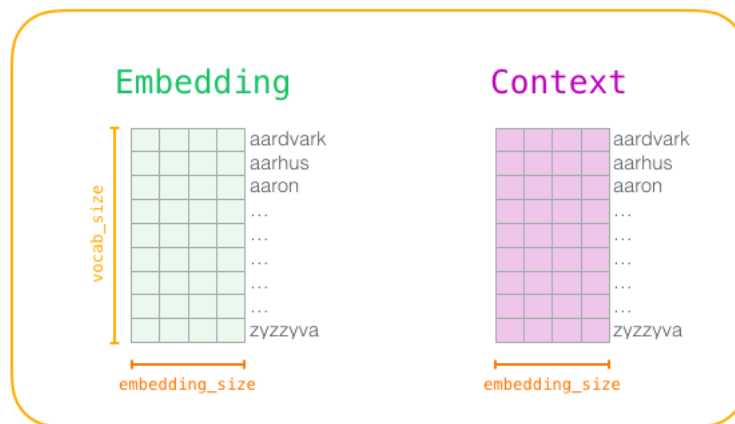 Embedding
Context
vocab_size
aardvark
aarhus
aaron
...
...
...
...
...
zyzzyva
embedding_size
aardvark
aarhus
aaron
...
...
...
...
...
zyzzyva
embedding_size